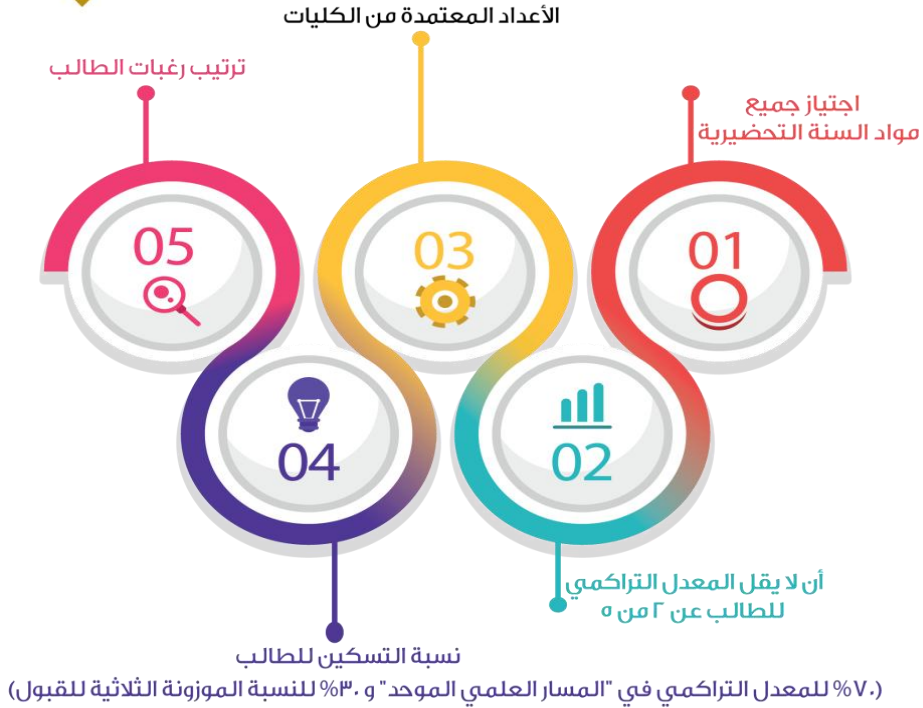 الأعداد المعتمدة من الكليات
ترتيب رغبات الطالب
اجتياز جميع
مواد السنة التحضيرية
05
03
01
04
02
أن لا يقل المعدل التراكمي
للطالب عن ٢ من ٥
نسبة التسكين للطالب
(٧٠% للمعدل التراكمي في "المسار العلمي الموحد" و ٣٠% للنسبة الموزونة الثلاثية للقبول)